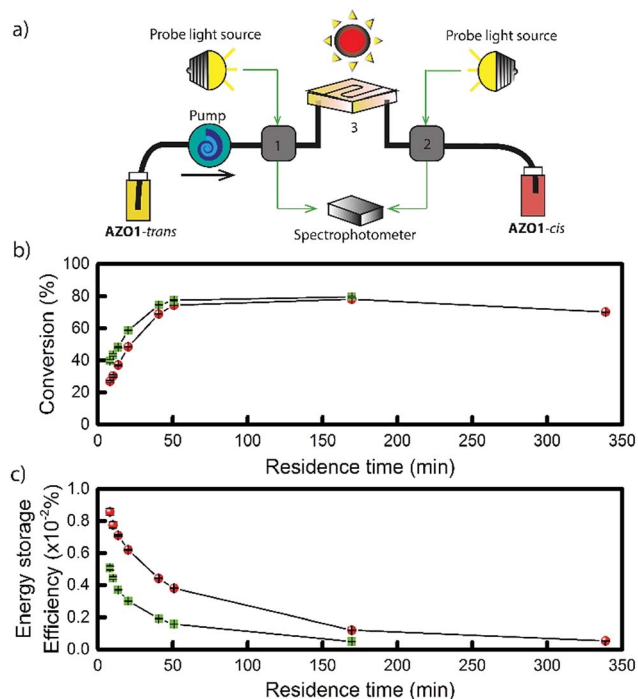 a)
Probe light source
Probe light source
Pump
1
3
2
AZO1-trans
Spectrophotometer
AZO1-cis
b)
Conversion (%)
100
80
60
40
20
0
0 50 100 150 200 250 300 350
Residence time (min)
c)
Energy storage
Efficiency (x10-2%)
1.0
0.8
0.6
0.4
0.2
0.0
0 50 100 150 200 250 300 350
Residence time (min)